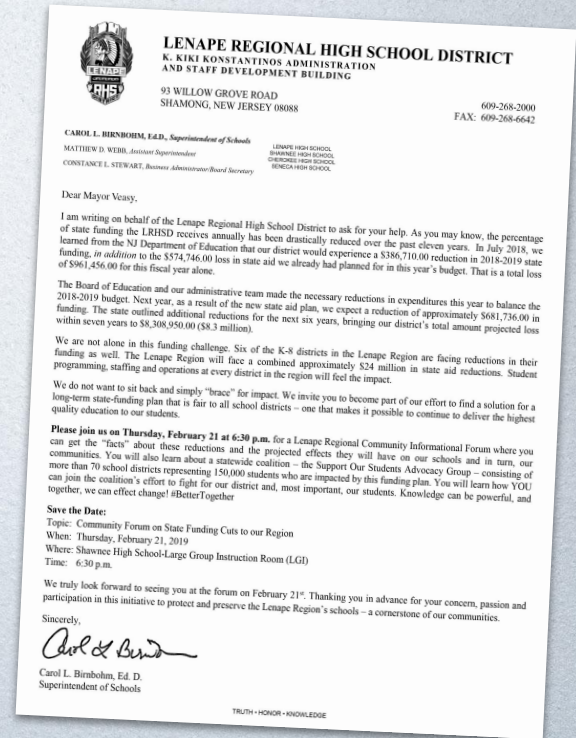 LENAPE
RHS
LENAPE REGIONAL HIGH SCHOOL DISTRICT
K. KIKI KONSTANTINOS ADMINISTRATION
AND STAFF DEVELOPMENT BUILDING
93 WILLOW GROVE ROAD
SHAMONG, NEW JERSEY 08088
609-268-2000
FAX: 609-268-6642
CAROL L. BIRNBOHM, Ed.D., Superintendent of Schools
MATTHEW D. WEBB, Assistant Superintendent
CONSTANCE L. STEWART, Business Administrator/Board Secretary
LENAPE HIGH SCHOOL
SHAWNEE HIGH SCHOOL
CHEROKEE HIGH SCHOOL
SENECA HIGH SCHOOL
Dear Mayor Veasy,
I am writing on behalf of the Lenape Regional High School District to ask for your help. As you may know, the percentage
of state funding the LRHSD receives annually has been drastically reduced over the past eleven years. In July 2018, we
learned from the NJ Department of Education that our district would experience a $386,710.00 reduction in 2018-2019 state
funding, in addition to the $574,746.00 loss in state aid we already had planned for in this year's budget. That is a total loss
of $961,456.00 for this fiscal year alone.
The Board of Education and our administrative team made the necessary reductions in expenditures this year to balance the
2018-2019 budget. Next year, as a result of the new state aid plan, we expect a reduction of approximately $681,736.00 in
funding. The state outlined additional reductions for the next six years, bringing our district's total amount projected loss
within seven years to $8,308,950.00 ($8.3 million).
We are not alone in this funding challenge. Six of the K-8 districts in the Lenape Region are facing reductions in their
funding as well. The Lenape Region will face a combined approximately $24 million in state aid reductions. Student
programming, staffing and operations at every district in the region will feel the impact.
We do not want to sit back and simply "brace" for impact. We invite you to become part of our effort to find a solution for a
long-term state-funding plan that is fair to all school districts – one that makes it possible to continue to deliver the highest
quality education to our students.
Please join us on Thursday, February 21 at 6:30 p.m. for a Lenape Regional Community Informational Forum where you
can get the "facts" about these reductions and the projected effects they will have on our schools and in turn, our
communities. You will also learn about a statewide coalition – the Support Our Students Advocacy Group – consisting of
more than 70 school districts representing 150,000 students who are impacted by this funding plan. You will learn how YOU
can join the coalition's effort to fight for our district and, most important, our students. Knowledge can be powerful, and
together, we can effect change! #BetterTogether
Save the Date:
Topic: Community Forum on State Funding Cuts to our Region
When: Thursday, February 21, 2019
Where: Shawnee High School-Large Group Instruction Room (LGI)
Time: 6:30 p.m.
We truly look forward to seeing you at the forum on February 21st. Thanking you in advance for your concern, passion and
participation in this initiative to protect and preserve the Lenape Region's schools – a cornerstone of our communities.
Sincerely,
Carol L Birnbohm
Carol L. Birnbohm, Ed. D.
Superintendent of Schools
TRUTH • HONOR • KNOWLEDGE